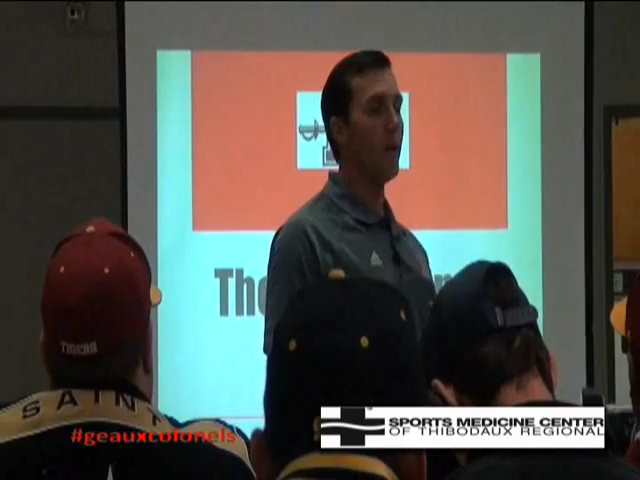 The
TIGERS
SAINT
#geauxcolonels
SPORTS MEDICINE CENTER
OF THIBODAUX REGIONAL